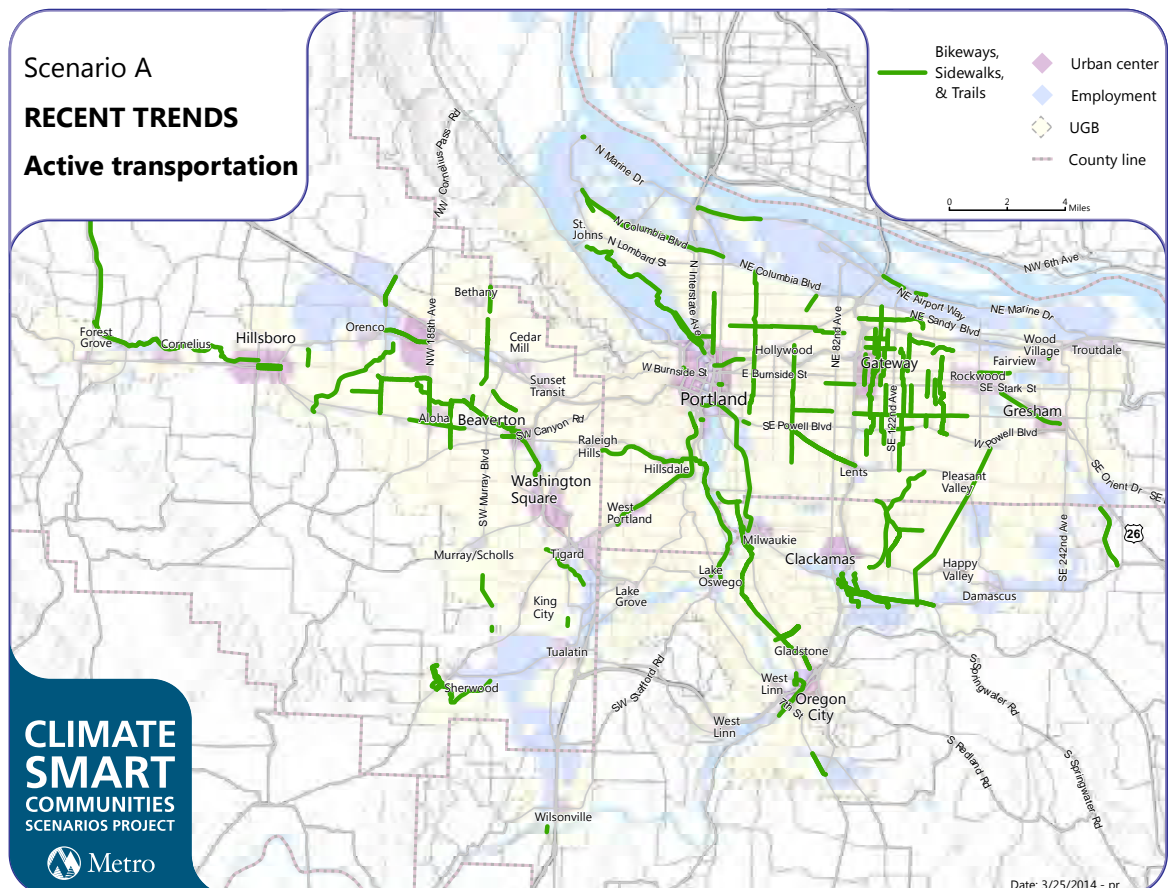 Scenario A
RECENT TRENDS
Active transportation
Bikeways,
Sidewalks,
& Trails
Urban center
Employment
UGB
County line
0 2 4 Miles
NW Cornelius Pass Rd
N Marine Dr
St.
Johns
N Columbia Blvd
N Lombard St
N Interstate Ave
NE Columbia Blvd
NW 6th Ave
NE Airport Way
NE Marine Dr
NE Sandy Blvd
NE 82nd Ave
Bethany
NW 185th Ave
Orenco
Forest
Grove
Cornelius
Hillsboro
Cedar
Mill
Sunset
Transit
W Burnside St
Hollywood
E Burnside St
Gateway
Wood
Village
Troutdale
Fairview
Rockwood
SE Stark St
Portland
Gresham
Aloha
Beaverton
SW Canyon Rd
SE Powell Blvd
SE 122nd Ave
W Powell Blvd
Raleigh
Hills
Hillsdale
Lents
SW Murray Blvd
Washington
Square
Pleasant
Valley
SE Orient Dr
SE
West
Portland
26
Milwaukie
Clackamas
SE 242nd Ave
Murray/Scholls
Tigard
Lake
Oswego
Happy
Valley
Lake
Grove
Damascus
King
City
Tualatin
Gladstone
Sherwood
SW Stafford Rd
West
Linn
7th St
Oregon
City
West
Linn
S Springwater Rd
S Redland Rd
S Springwater Rd
Wilsonville
CLIMATE
SMART
COMMUNITIES
SCENARIOS PROJECT
Metro
Date: 3/25/2014 - pr